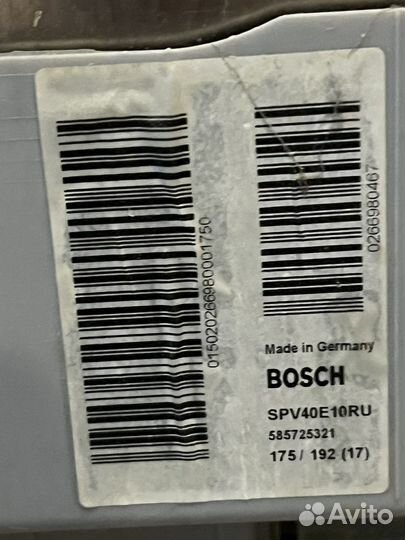 015020266980001750
0266980467
Made in Germany
BOSCH
SPV40E10RU
585725321
175 / 192 (17)
Avito